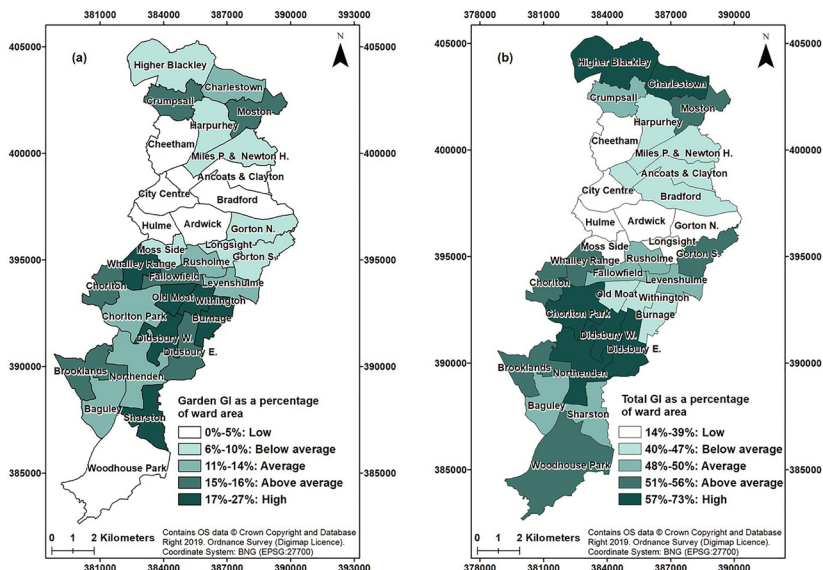 381000 384000 387000 390000 393000
405000
400000
395000
390000
385000
(a)
N
Higher Blackley
Charlestown
Crumpsall
Moston
Harpurhey
Cheetham
Miles P. & Newton H.
Ancoats & Clayton
City Centre
Bradford
Hulme
Ardwick
Gorton N.
Moss Side
Longsight
Gorton S.
Whalley Range
Rusholme
Fallowfield
Levenshulme
Chorlton
Old Moat
Withington
Chorlton Park
Burnage
Didsbury W.
Didsbury E.
Brooklands
Northenden
Baguley
Sharston
Woodhouse Park
Garden GI as a percentage
of ward area
0%-5%: Low
6%-10%: Below average
11%-14%: Average
15%-16%: Above average
17%-27%: High
0 1 2 Kilometers
Contains OS data © Crown Copyright and Database
Right 2019. Ordnance Survey (Digimap Licence).
Coordinate System: BNG (EPSG:27700)
405000
400000
395000
390000
385000
381000 384000 387000 390000 393000
378000 381000 384000 387000 390000
405000
400000
395000
390000
385000
(b)
N
Higher Blackley
Charlestown
Crumpsall
Moston
Harpurhey
Cheetham
Miles P. & Newton H.
Ancoats & Clayton
City Centre
Bradford
Hulme
Ardwick
Gorton N.
Moss Side
Longsight
Gorton S.
Whalley Range
Rusholme
Fallowfield
Levenshulme
Chorlton
Old Moat
Withington
Chorlton Park
Burnage
Didsbury W.
Didsbury E.
Brooklands
Northenden
Baguley
Sharston
Woodhouse Park
Total GI as a percentage
of ward area
14%-39%: Low
40%-47%: Below average
48%-50%: Average
51%-56%: Above average
57%-73%: High
0 1 2 Kilometers
Contains OS data © Crown Copyright and Database
Right 2019. Ordnance Survey (Digimap Licence).
Coordinate System: BNG (EPSG:27700)
405000
400000
395000
390000
385000
378000 381000 384000 387000 390000